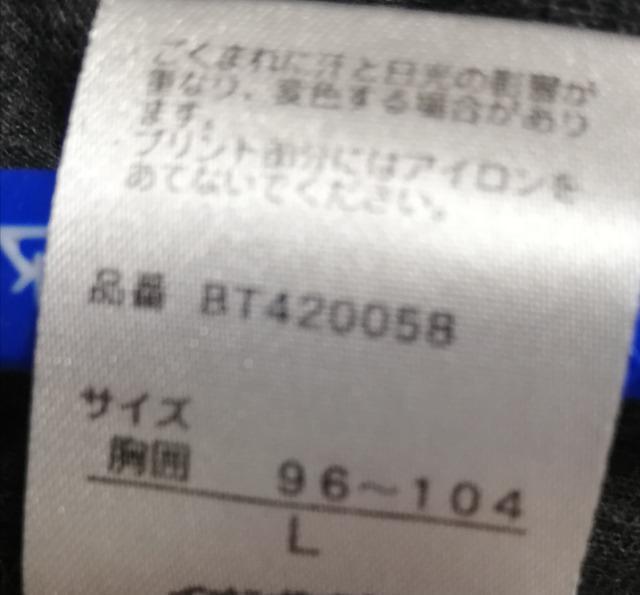 ごくまれに汗と日光の影響が
重なり、変色する場合があり
ます。
プリント部分にはアイロンを
あてないでください。
品番 BT420058
サイズ
胸囲 96～104
L